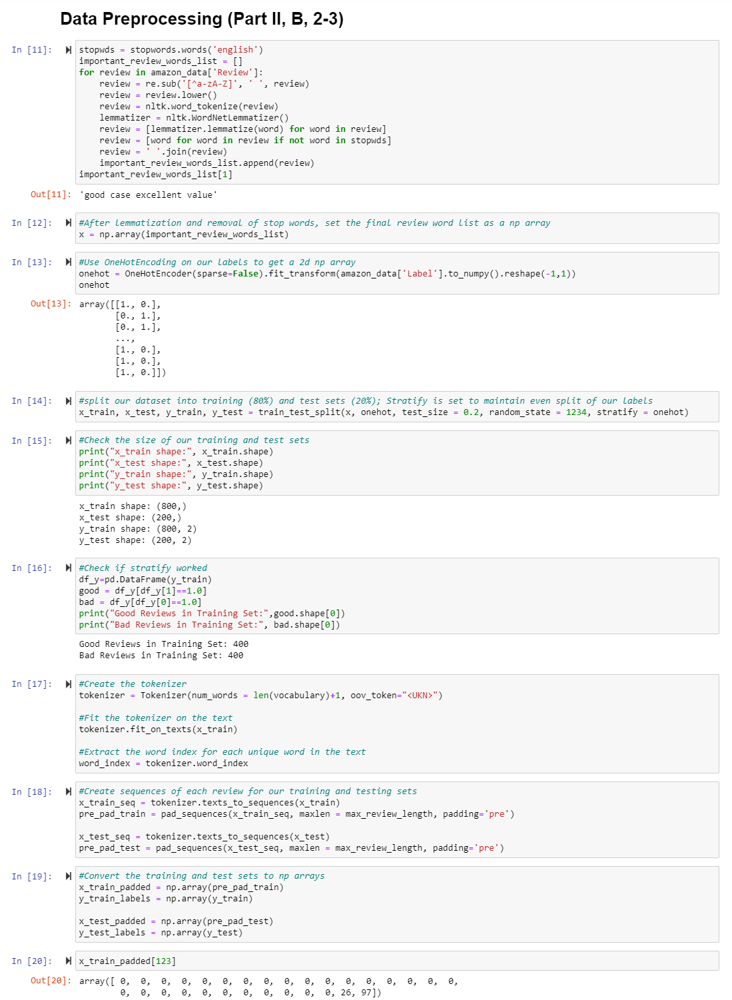 Data Preprocessing (Part II, B, 2-3)
In [11]:
stopwds = stopwords.words('english')
important_review_words_list = []
for review in amazon_data['Review']:
    review = re.sub('[^a-zA-Z]', ' ', review)
    review = review.lower()
    review = nltk.word_tokenize(review)
    lemmatizer = nltk.WordNetLemmatizer()
    review = [lemmatizer.lemmatize(word) for word in review]
    review = [word for word in review if not word in stopwds]
    review = ' '.join(review)
    important_review_words_list.append(review)
important_review_words_list[1]
Out[11]: 'good case excellent value'
In [12]:
#After lemmatization and removal of stop words, set the final review word list as a np array
x = np.array(important_review_words_list)
In [13]:
#Use OneHotEncoding on our labels to get a 2d np array
onehot = OneHotEncoder(sparse=False).fit_transform(amazon_data['Label'].to_numpy().reshape(-1,1))
onehot
Out[13]: array([[1., 0.],
       [0., 1.],
       [0., 1.],
       ...,
       [1., 0.],
       [1., 0.],
       [1., 0.]])
In [14]:
#split our dataset into training (80%) and test sets (20%); Stratify is set to maintain even split of our labels
x_train, x_test, y_train, y_test = train_test_split(x, onehot, test_size = 0.2, random_state = 1234, stratify = onehot)
In [15]:
#Check the size of our training and test sets
print("x_train shape:", x_train.shape)
print("x_test shape:", x_test.shape)
print("y_train shape:", y_train.shape)
print("y_test shape:", y_test.shape)
x_train shape: (800,)
x_test shape: (200,)
y_train shape: (800, 2)
y_test shape: (200, 2)
In [16]:
#Check if stratify worked
df_y=pd.DataFrame(y_train)
good = df_y[df_y[1]==1.0]
bad = df_y[df_y[0]==1.0]
print("Good Reviews in Training Set:",good.shape[0])
print("Bad Reviews in Training Set:", bad.shape[0])
Good Reviews in Training Set: 400
Bad Reviews in Training Set: 400
In [17]:
#Create the tokenizer
tokenizer = Tokenizer(num_words = len(vocabulary)+1, oov_token="<UKN>")
#Fit the tokenizer on the text
tokenizer.fit_on_texts(x_train)
#Extract the word index for each unique word in the text
word_index = tokenizer.word_index
In [18]:
#Create sequences of each review for our training and testing sets
x_train_seq = tokenizer.texts_to_sequences(x_train)
pre_pad_train = pad_sequences(x_train_seq, maxlen = max_review_length, padding='pre')
x_test_seq = tokenizer.texts_to_sequences(x_test)
pre_pad_test = pad_sequences(x_test_seq, maxlen = max_review_length, padding='pre')
In [19]:
#Convert the training and test sets to np arrays
x_train_padded = np.array(pre_pad_train)
y_train_labels = np.array(y_train)
x_test_padded = np.array(pre_pad_test)
y_test_labels = np.array(y_test)
In [20]:
x_train_padded[123]
Out[20]: array([ 0,  0,  0,  0,  0,  0,  0,  0,  0,  0,  0,  0,  0,  0,  0,  0,  0,
        0,  0,  0,  0,  0,  0,  0,  0,  0,  0,  0, 26, 97])